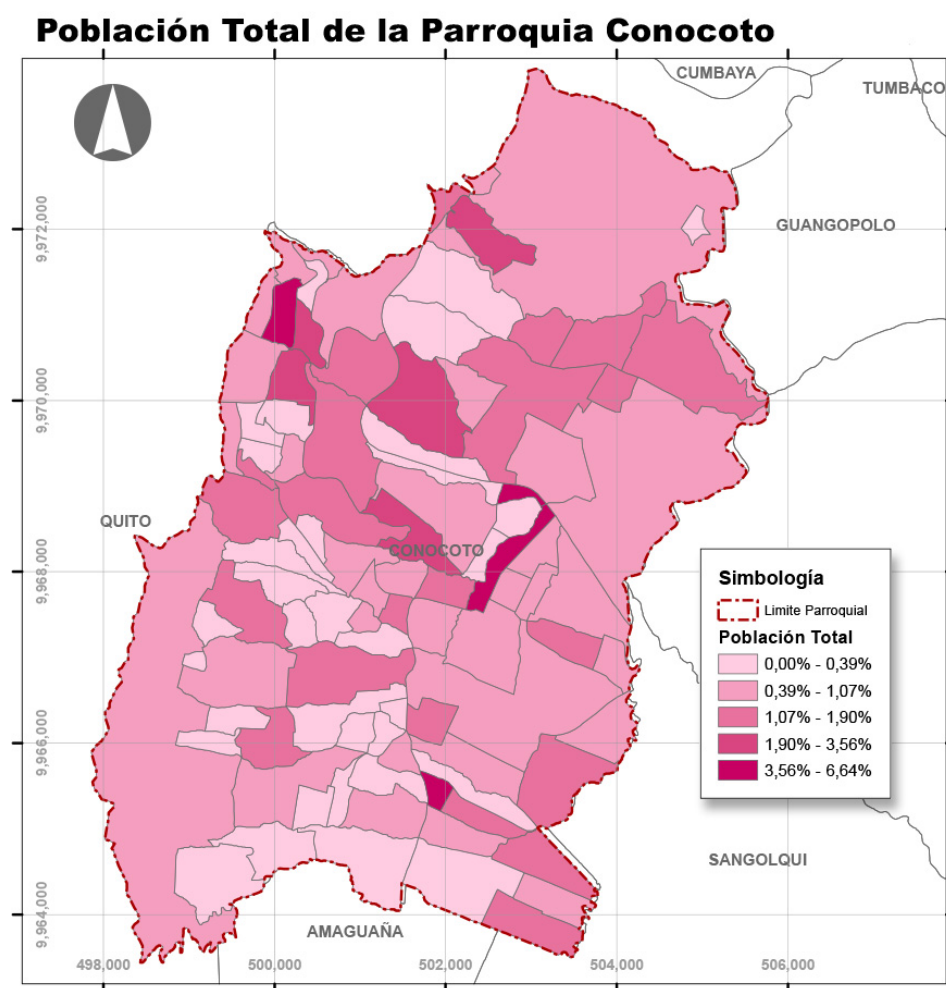 Población Total de la Parroquia Conocoto
CUMBAYA
TUMBACO
GUANGOPOLO
QUITO
CONOCOTO
SANGOLQUI
AMAGUAÑA
9,972,000
9,970,000
9,968,000
9,966,000
9,964,000
498,000
500,000
502,000
504,000
506,000
Simbología
Limite Parroquial
Población Total
0,00% - 0,39%
0,39% - 1,07%
1,07% - 1,90%
1,90% - 3,56%
3,56% - 6,64%